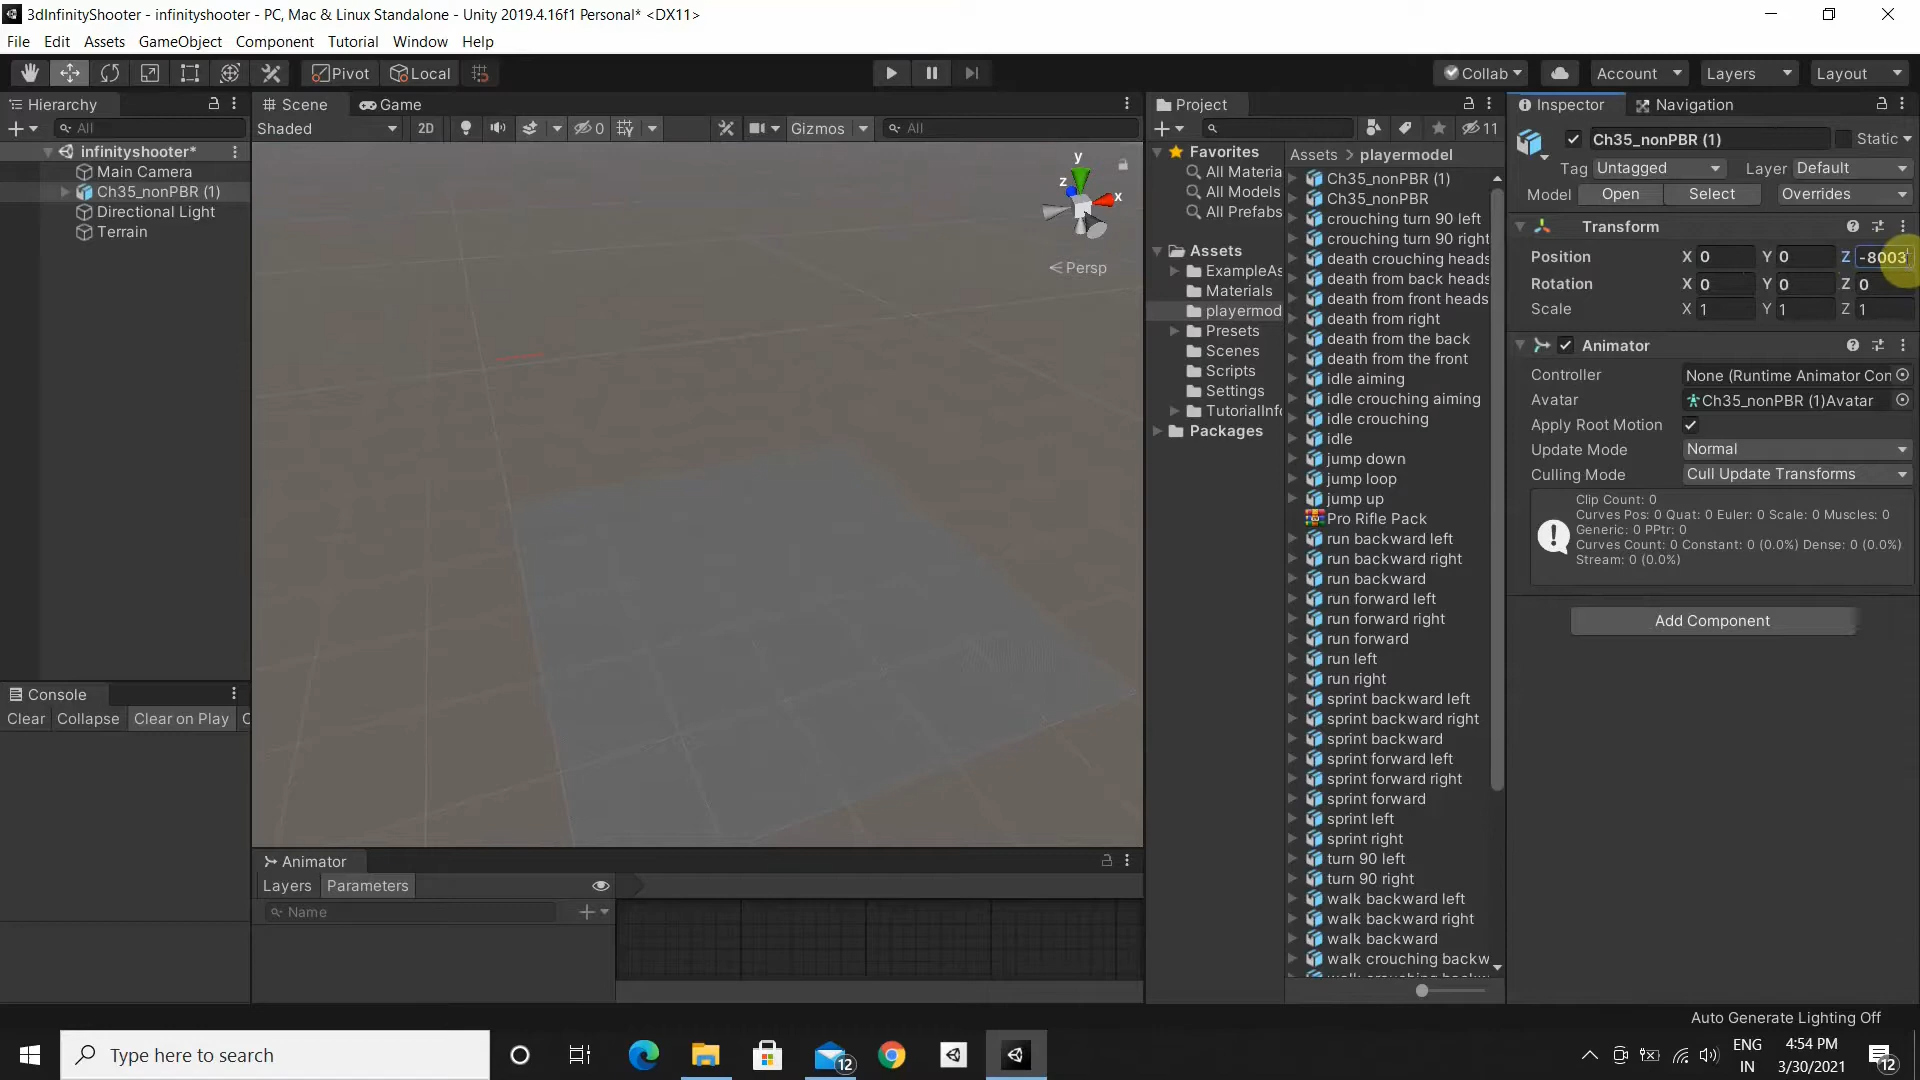 3dInfinityShooter - infinityshooter - PC, Mac & Linux Standalone - Unity 2019.4.16f1 Personal* <DX11>
File Edit Assets GameObject Component Tutorial Window Help
Pivot Local Collab Account Layers Layout
Hierarchy
All
infinityshooter*
Main Camera
Ch35_nonPBR (1)
Directional Light
Terrain
Console
Clear Collapse Clear on Play
Scene Game
Shaded 2D 0 Gizmos All
y
z
x
Persp
Animator
Layers Parameters
Name
Project
11
Favorites
All Materia
All Models
All Prefabs
Assets
ExampleAs
Materials
playermod
Presets
Scenes
Scripts
Settings
TutorialInfo
Packages
Assets > playermodel
Ch35_nonPBR (1)
Ch35_nonPBR
crouching turn 90 left
crouching turn 90 right
death crouching heads
death from back heads
death from front heads
death from right
death from the back
death from the front
idle aiming
idle crouching aiming
idle crouching
idle
jump down
jump loop
jump up
Pro Rifle Pack
run backward left
run backward right
run backward
run forward left
run forward right
run forward
run left
run right
sprint backward left
sprint backward right
sprint backward
sprint forward left
sprint forward right
sprint forward
sprint left
sprint right
turn 90 left
turn 90 right
walk backward left
walk backward right
walk backward
walk crouching backw
Inspector Navigation
Ch35_nonPBR (1) Static
Tag Untagged Layer Default
Model Open Select Overrides
Transform
Position X 0 Y 0 Z -8003
Rotation X 0 Y 0 Z 0
Scale X 1 Y 1 Z 1
Animator
Controller None (Runtime Animator Con
Avatar Ch35_nonPBR (1)Avatar
Apply Root Motion
Update Mode Normal
Culling Mode Cull Update Transforms
Clip Count: 0
Curves Pos: 0 Quat: 0 Euler: 0 Scale: 0 Muscles: 0
Generic: 0 PPtr: 0
Curves Count: 0 Constant: 0 (0.0%) Dense: 0 (0.0%)
Stream: 0 (0.0%)
Add Component
Auto Generate Lighting Off
Type here to search
12
ENG
IN
4:54 PM
3/30/2021
12